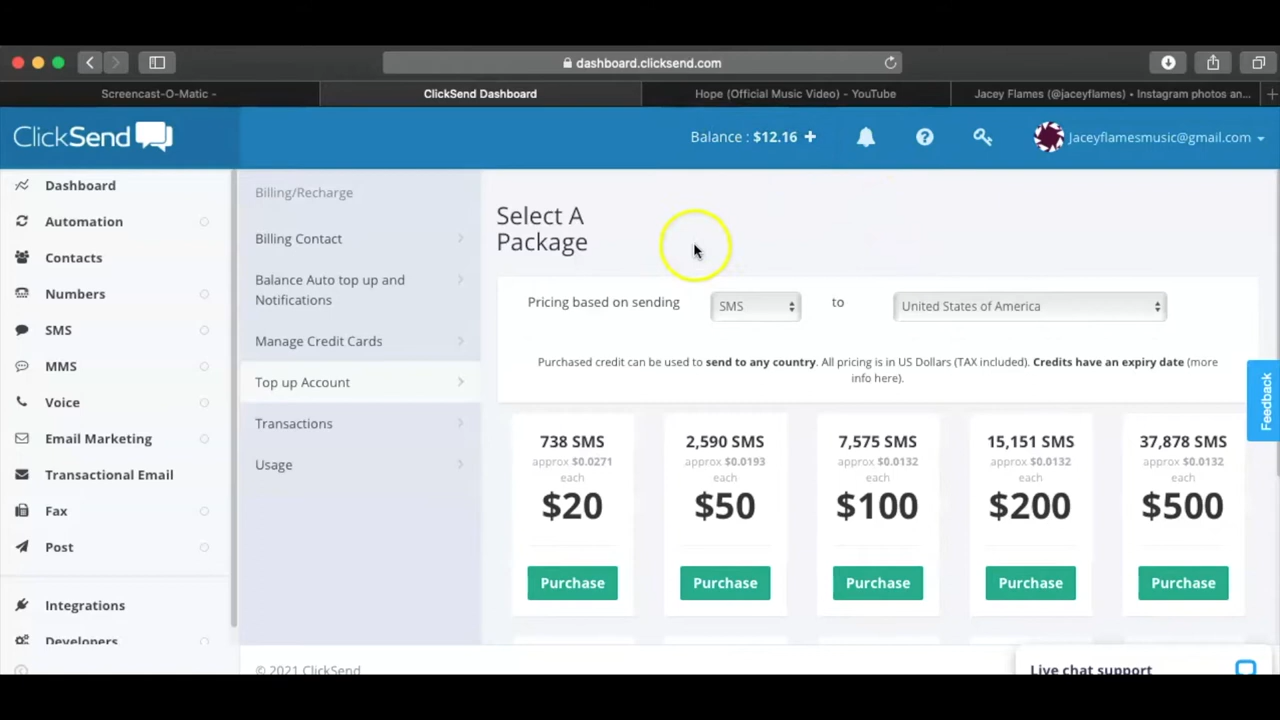 dashboard.clicksend.com
Screencast-O-Matic -
ClickSend Dashboard
Hope (Official Music Video) - YouTube
Jacey Flames (@jaceyflames) • Instagram photos an...
ClickSend
Balance : $12.16 +
Jaceyflamesmusic@gmail.com
Dashboard
Automation
Contacts
Numbers
SMS
MMS
Voice
Email Marketing
Transactional Email
Fax
Post
Integrations
Developers
Billing/Recharge
Billing Contact
Balance Auto top up and
Notifications
Manage Credit Cards
Top up Account
Transactions
Usage
Select A
Package
Pricing based on sending
SMS
to
United States of America
Purchased credit can be used to send to any country. All pricing is in US Dollars (TAX included). Credits have an expiry date (more
info here).
738 SMS
approx $0.0271
each
$20
Purchase
2,590 SMS
approx $0.0193
each
$50
Purchase
7,575 SMS
approx $0.0132
each
$100
Purchase
15,151 SMS
approx $0.0132
each
$200
Purchase
37,878 SMS
approx $0.0132
each
$500
Purchase
Feedback
© 2021 ClickSend
Live chat support